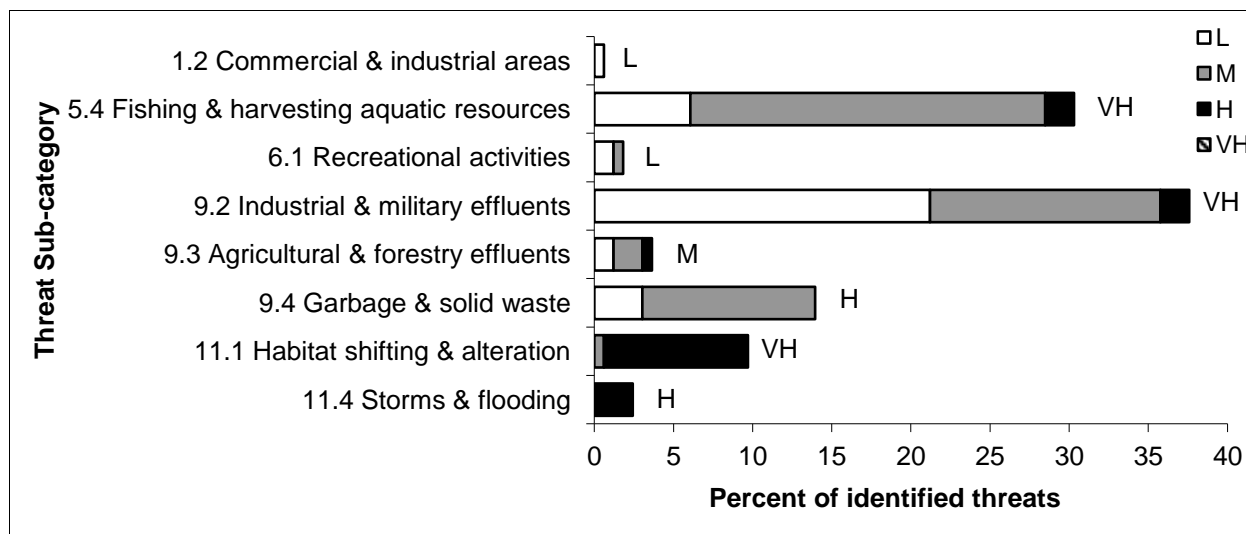 Threat Sub-category
1.2 Commercial & industrial areas L
5.4 Fishing & harvesting aquatic resources VH
6.1 Recreational activities L
9.2 Industrial & military effluents VH
9.3 Agricultural & forestry effluents M
9.4 Garbage & solid waste H
11.1 Habitat shifting & alteration VH
11.4 Storms & flooding H
0 5 10 15 20 25 30 35 40
Percent of identified threats
L
M
H
VH